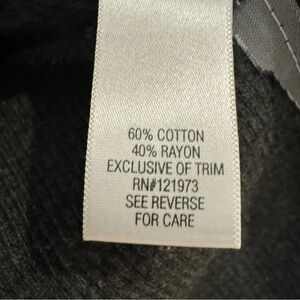 60% COTTON
40% RAYON
EXCLUSIVE OF TRIM
RN#121973
SEE REVERSE
FOR CARE